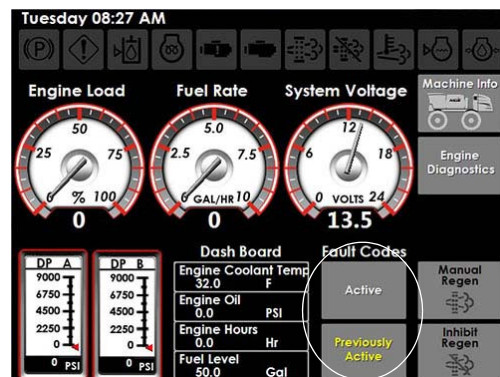 Tuesday 08:27 AM
(P)
Engine Load
Fuel Rate
System Voltage
Machine Info
25 50 75
0 % 100
0
2.5 5.0 7.5
0 GAL/HR 10
0
6 12 18
0 VOLTS 24
13.5
Engine
Diagnostics
DP A
9000
6750
4500
2250
0
0 PSI
DP B
9000
6750
4500
2250
0
0 PSI
Dash Board
Engine Coolant Temp
32.0 F
Engine Oil
0.0 PSI
Engine Hours
0.0 Hr
Fuel Level
50.0 Gal
Fault Codes
Active
Previously
Active
Manual
Regen
Inhibit
Regen